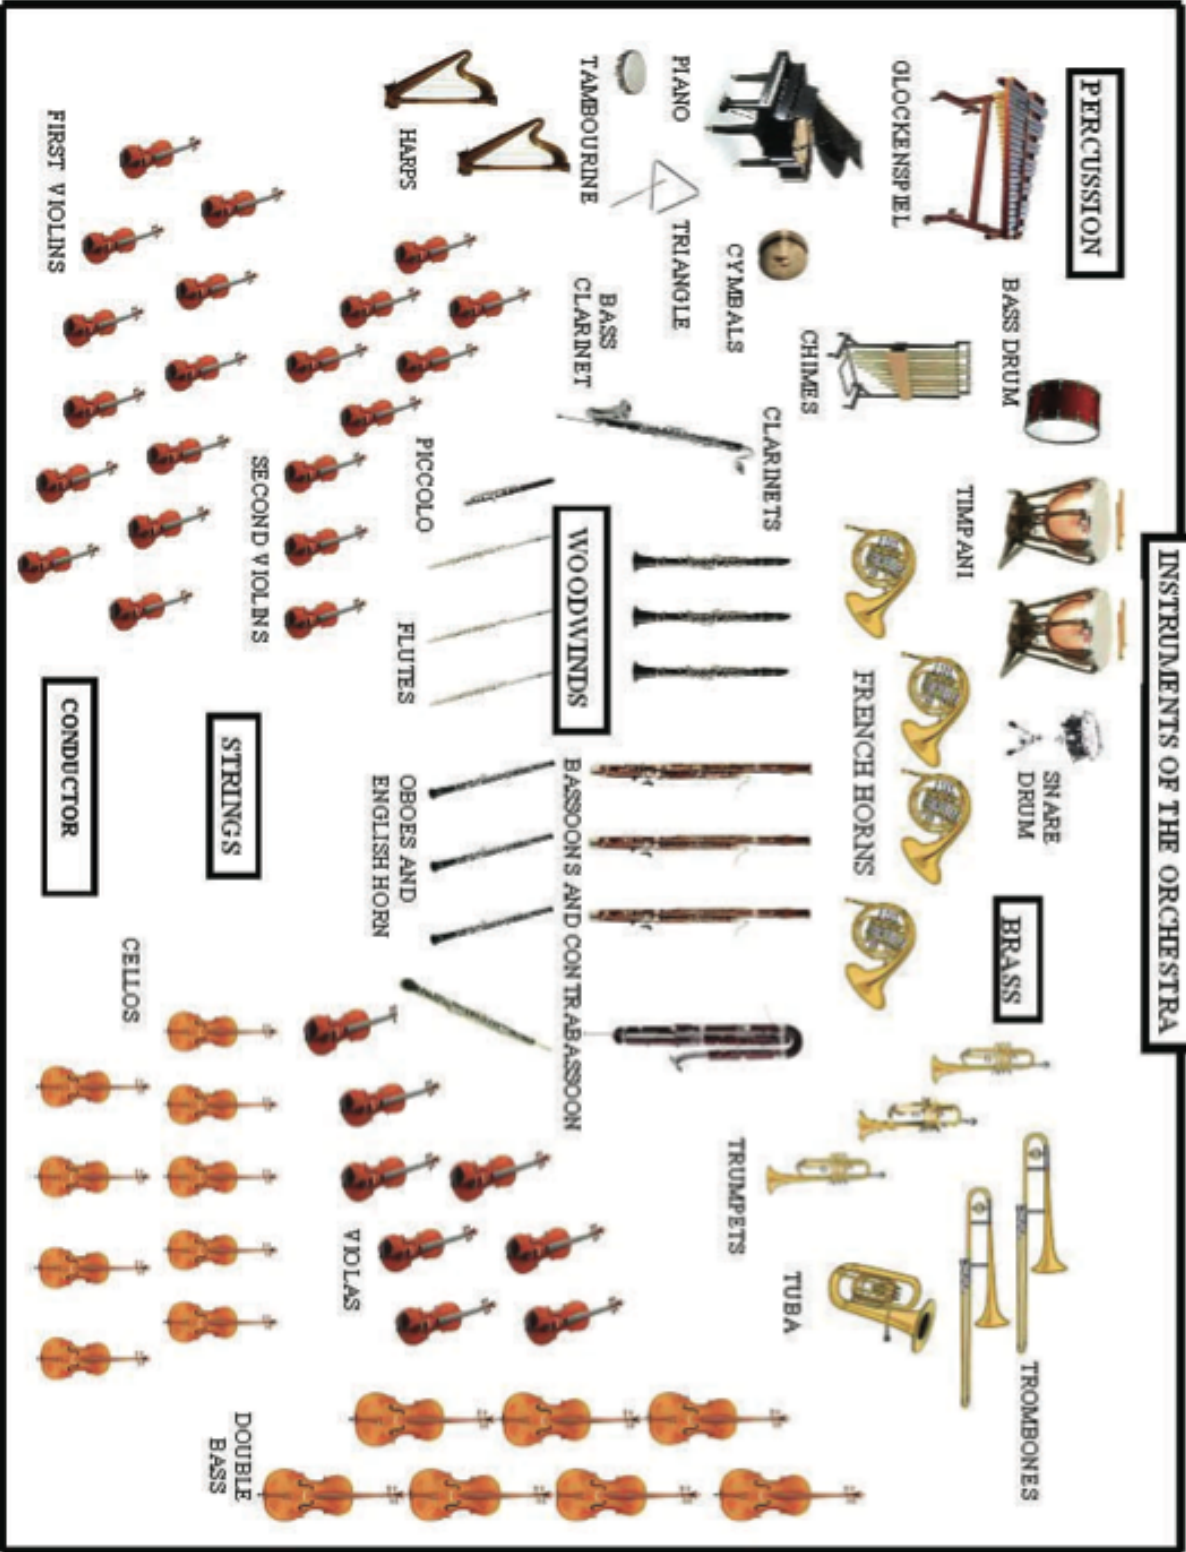 INSTRUMENTS OF THE ORCHESTRA
PERCUSSION
GLOCKENSPIEL
BASS DRUM
TIMPANI
SNARE
DRUM
BRASS
TROMBONES
PIANO
CYMBALS
CHIMES
FRENCH HORNS
TUBA
TRUMPETS
TAMBOURINE
TRIANGLE
BASS
CLARINET
CLARINETS
WOODWINDS
BASSOONS AND CONTRABASSOON
HARPS
PICCOLO
FLUTES
OBOES AND
ENGLISH HORN
VIOLAS
SECOND VIOLINS
STRINGS
DOUBLE
BASS
FIRST VIOLINS
CONDUCTOR
CELLOS